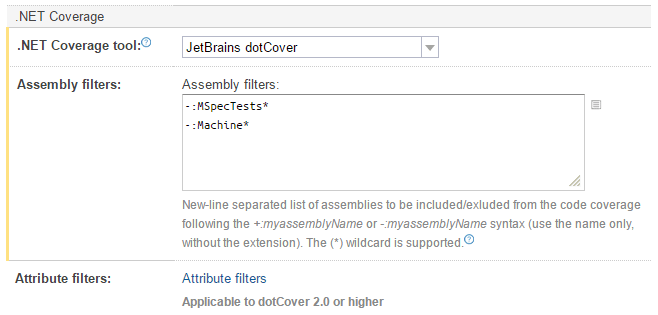 .NET Coverage
.NET Coverage tool:
JetBrains dotCover
Assembly filters:
Assembly filters:
-:MSpecTests*
-:Machine*
New-line separated list of assemblies to be included/exluded from the code coverage
following the +:myassemblyName or -:myassemblyName syntax (use the name only,
without the extension). The (*) wildcard is supported.
Attribute filters:
Attribute filters
Applicable to dotCover 2.0 or higher